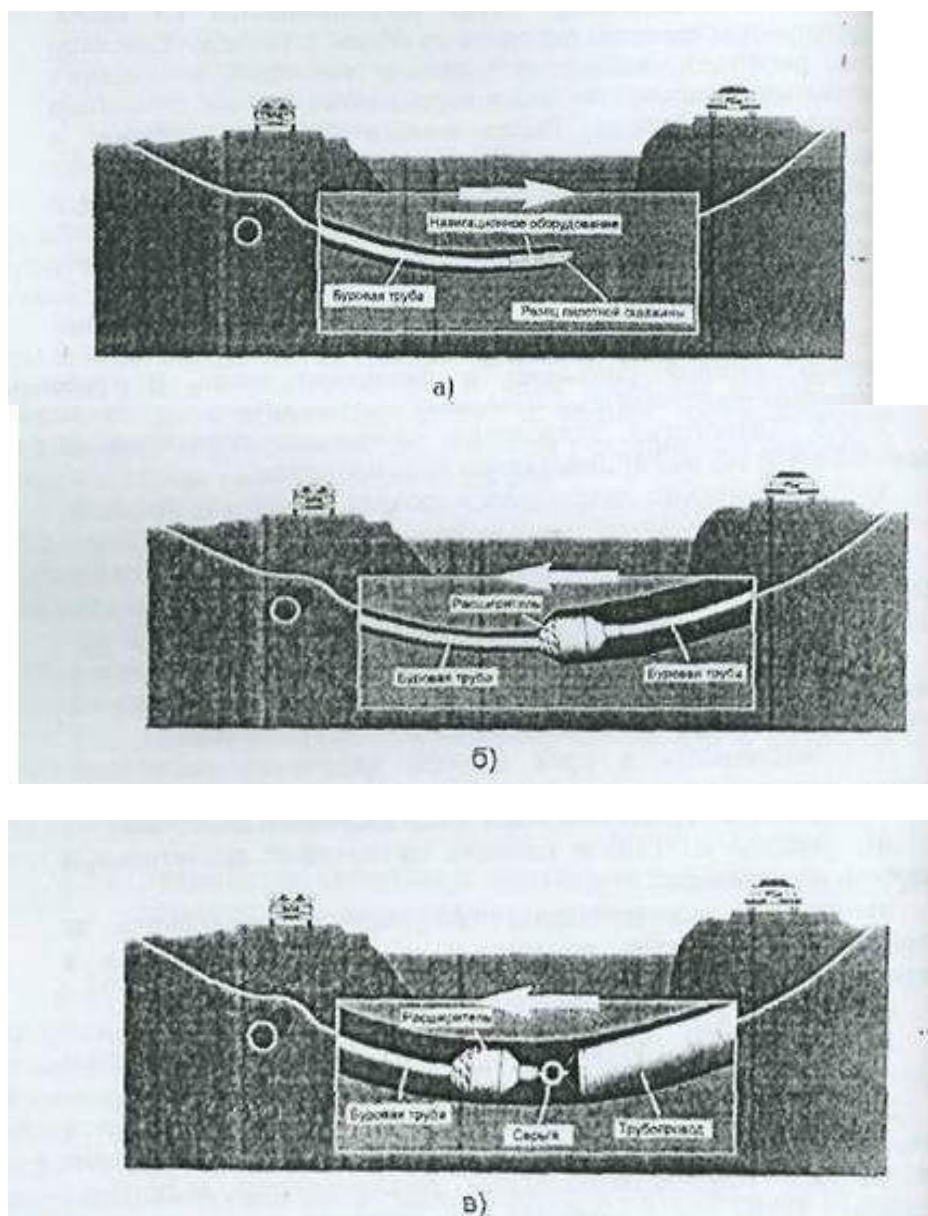 Навигационное оборудование
Буровая труба
Резец пилотной скважины
а)
Расширитель
Буровая труба
Буровая труба
б)
Расширитель
Буровая труба
Серьга
Трубопровод
в)